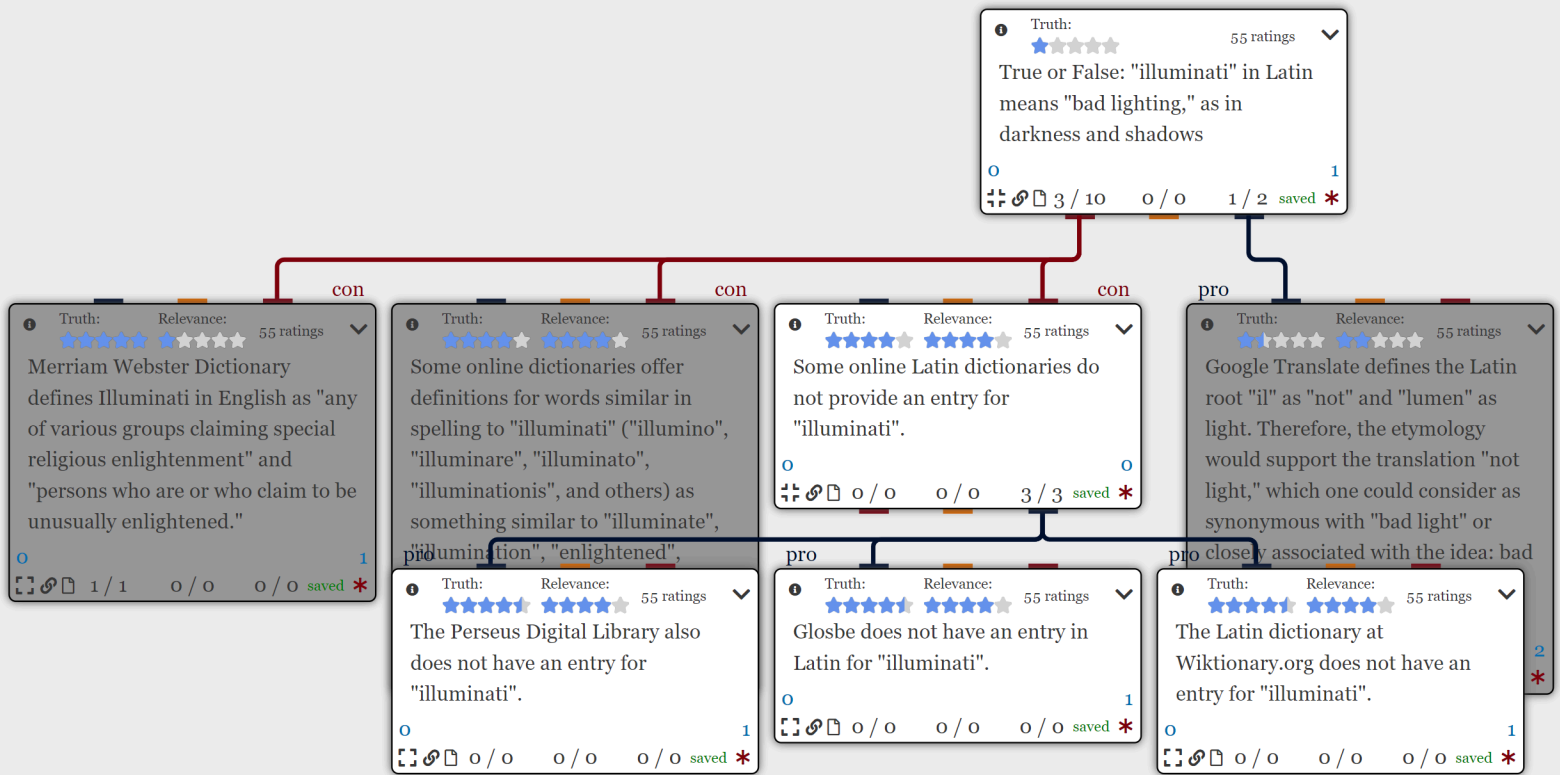 Truth:
55 ratings
True or False: "illuminati" in Latin
means "bad lighting," as in
darkness and shadows
0 1
3 / 10 0 / 0 1 / 2 saved *
con
con
con
pro
Truth: Relevance:
55 ratings
Merriam Webster Dictionary
defines Illuminati in English as "any
of various groups claiming special
religious enlightenment" and
"persons who are or who claim to be
unusually enlightened."
0 1
1 / 1 0 / 0 0 / 0 saved *
Truth: Relevance:
55 ratings
Some online dictionaries offer
definitions for words similar in
spelling to "illuminati" ("illumino",
"illuminare", "illuminato",
"illuminationis", and others) as
something similar to "illuminate",
"illumination", "enlightened",
Truth: Relevance:
55 ratings
Some online Latin dictionaries do
not provide an entry for
"illuminati".
0 0
0 / 0 0 / 0 3 / 3 saved *
Truth: Relevance:
55 ratings
Google Translate defines the Latin
root "il" as "not" and "lumen" as
light. Therefore, the etymology
would support the translation "not
light," which one could consider as
synonymous with "bad light" or
closely associated with the idea: bad
2
*
pro
pro
pro
Truth: Relevance:
55 ratings
The Perseus Digital Library also
does not have an entry for
"illuminati".
0 1
0 / 0 0 / 0 0 / 0 saved *
Truth: Relevance:
55 ratings
Glosbe does not have an entry in
Latin for "illuminati".
0 1
0 / 0 0 / 0 0 / 0 saved *
Truth: Relevance:
55 ratings
The Latin dictionary at
Wiktionary.org does not have an
entry for "illuminati".
0 1
0 / 0 0 / 0 0 / 0 saved *